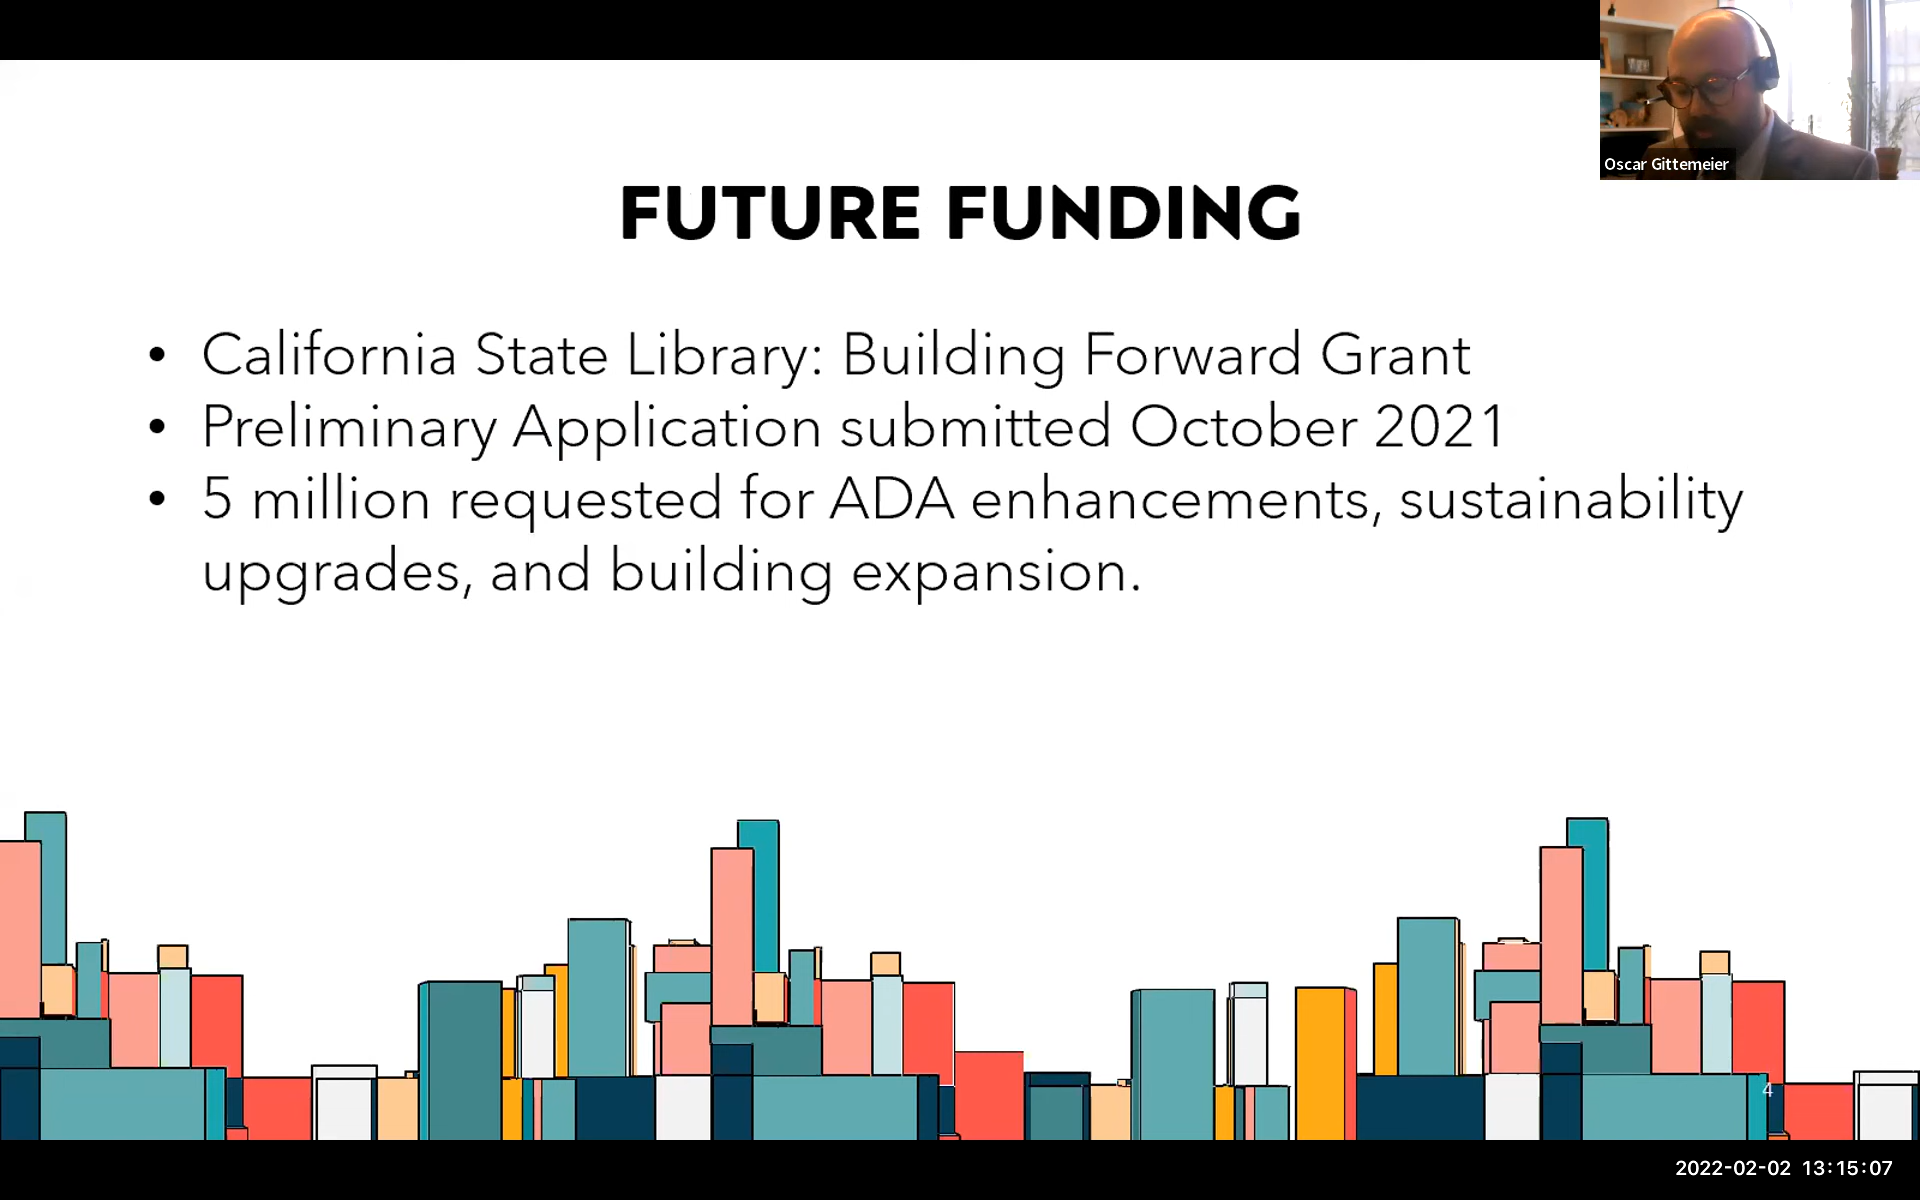 Oscar Gittemeier
FUTURE FUNDING
• California State Library: Building Forward Grant
• Preliminary Application submitted October 2021
• 5 million requested for ADA enhancements, sustainability
upgrades, and building expansion.
4
2022-02-02 13:15:07